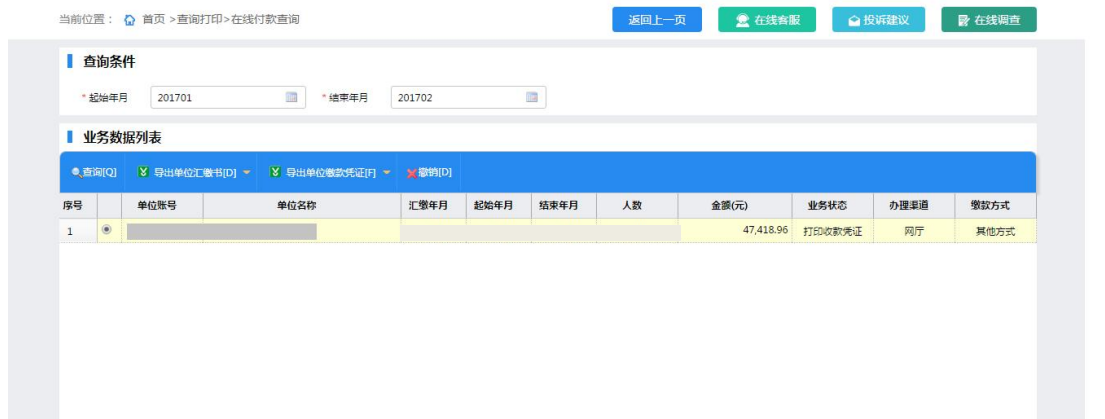 当前位置： 首页 >查询打印>在线付款查询 返回上一页 在线客服 投诉建议 在线调查
查询条件
* 起始年月 201701 * 结束年月 201702
业务数据列表
查询[Q] 导出单位汇缴书[D] 导出单位缴款凭证[F] 撤销[D]
序号 单位账号 单位名称 汇缴年月 起始年月 结束年月 人数 金额(元) 业务状态 办理渠道 缴款方式
1 47,418.96 打印收款凭证 网厅 其他方式